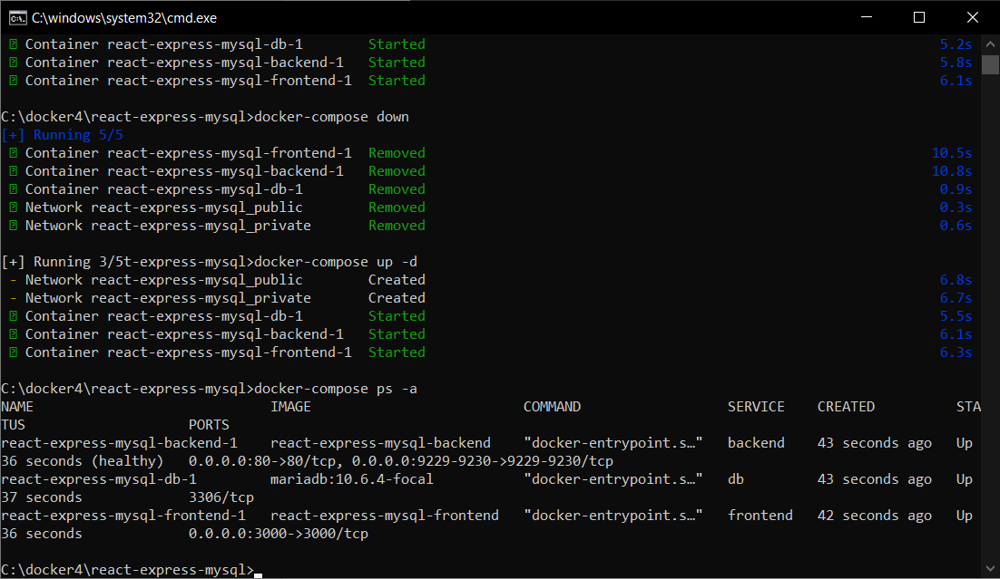 C:\windows\system32\cmd.exe
Container react-express-mysql-db-1 Started 5.2s
Container react-express-mysql-backend-1 Started 5.8s
Container react-express-mysql-frontend-1 Started 6.1s
C:\docker4\react-express-mysql>docker-compose down
[+] Running 5/5
Container react-express-mysql-frontend-1 Removed 10.5s
Container react-express-mysql-backend-1 Removed 10.8s
Container react-express-mysql-db-1 Removed 0.9s
Network react-express-mysql_public Removed 0.3s
Network react-express-mysql_private Removed 0.6s
[+] Running 3/5t-express-mysql>docker-compose up -d
- Network react-express-mysql_public Created 6.8s
- Network react-express-mysql_private Created 6.7s
Container react-express-mysql-db-1 Started 5.5s
Container react-express-mysql-backend-1 Started 6.1s
Container react-express-mysql-frontend-1 Started 6.3s
C:\docker4\react-express-mysql>docker-compose ps -a
NAME IMAGE COMMAND SERVICE CREATED STA
TUS PORTS
react-express-mysql-backend-1 react-express-mysql-backend "docker-entrypoint.s…" backend 43 seconds ago Up
36 seconds (healthy) 0.0.0.0:80->80/tcp, 0.0.0.0:9229-9230->9229-9230/tcp
react-express-mysql-db-1 mariadb:10.6.4-focal "docker-entrypoint.s…" db 43 seconds ago Up
37 seconds 3306/tcp
react-express-mysql-frontend-1 react-express-mysql-frontend "docker-entrypoint.s…" frontend 42 seconds ago Up
36 seconds 0.0.0.0:3000->3000/tcp
C:\docker4\react-express-mysql>